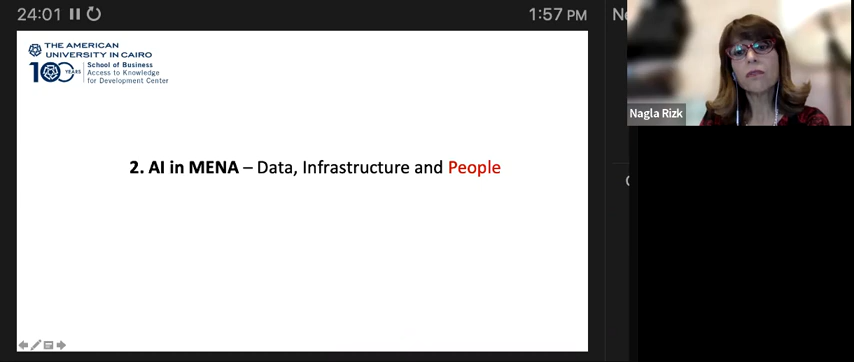 24:01
1:57 PM
Ne
THE AMERICAN
UNIVERSITY IN CAIRO
100 YEARS
School of Business
Access to Knowledge
for Development Center
Nagla Rizk
2. AI in MENA – Data, Infrastructure and People